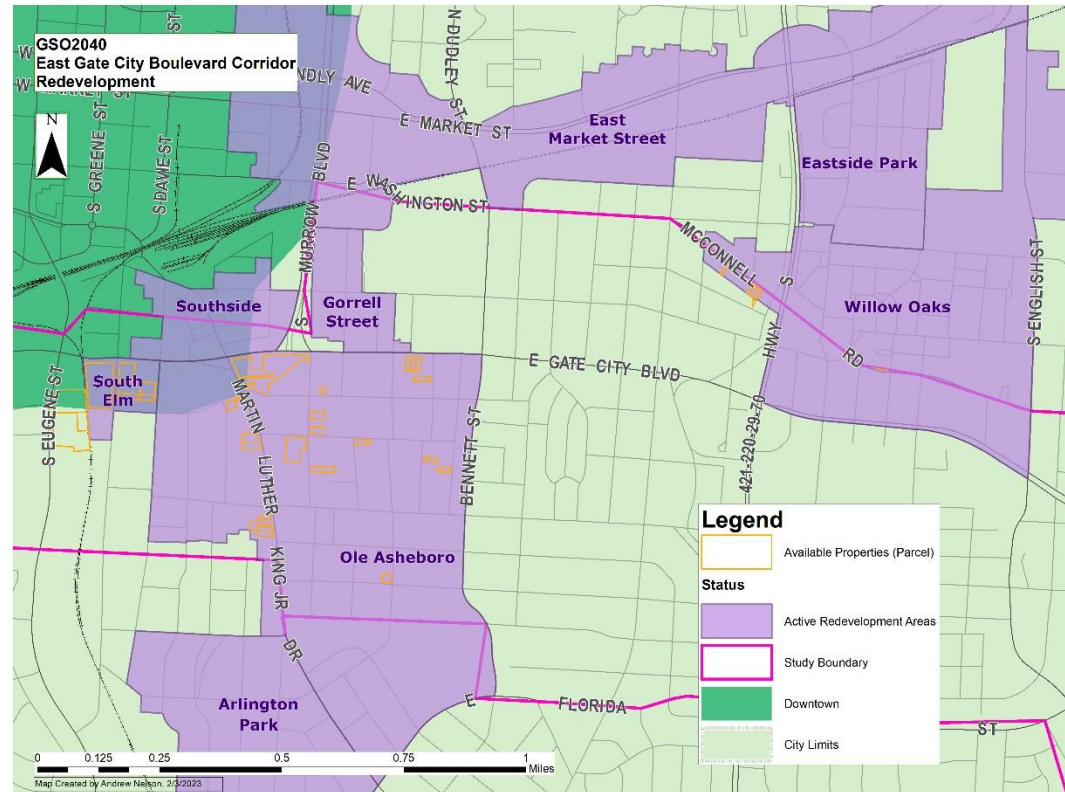 GSO2040
East Gate City Boulevard Corridor
Redevelopment
N
W
W
ST
ST
S GREENE ST
S DAVIE ST
NDLY AVE
N DUDLEY ST
E MARKET ST
East
Market Street
Eastside Park
E WASHINGTON ST
MURROW BLVD
S
MCCONNELL RD
Southside
Gorrell
Street
Willow Oaks
S ENGLISH ST
S
HWY
421-220-29-70
E GATE CITY BLVD
South
Elm
S EUGENE ST
MARTIN LUTHER KING JR DR
BENNETT ST
Ole Asheboro
Arlington
Park
E FLORIDA ST
Legend
Available Properties (Parcel)
Status
Active Redevelopment Areas
Study Boundary
Downtown
City Limits
0 0.125 0.25 0.5 0.75 1
Miles
Map Created by Andrew Nelson, 2/3/2023